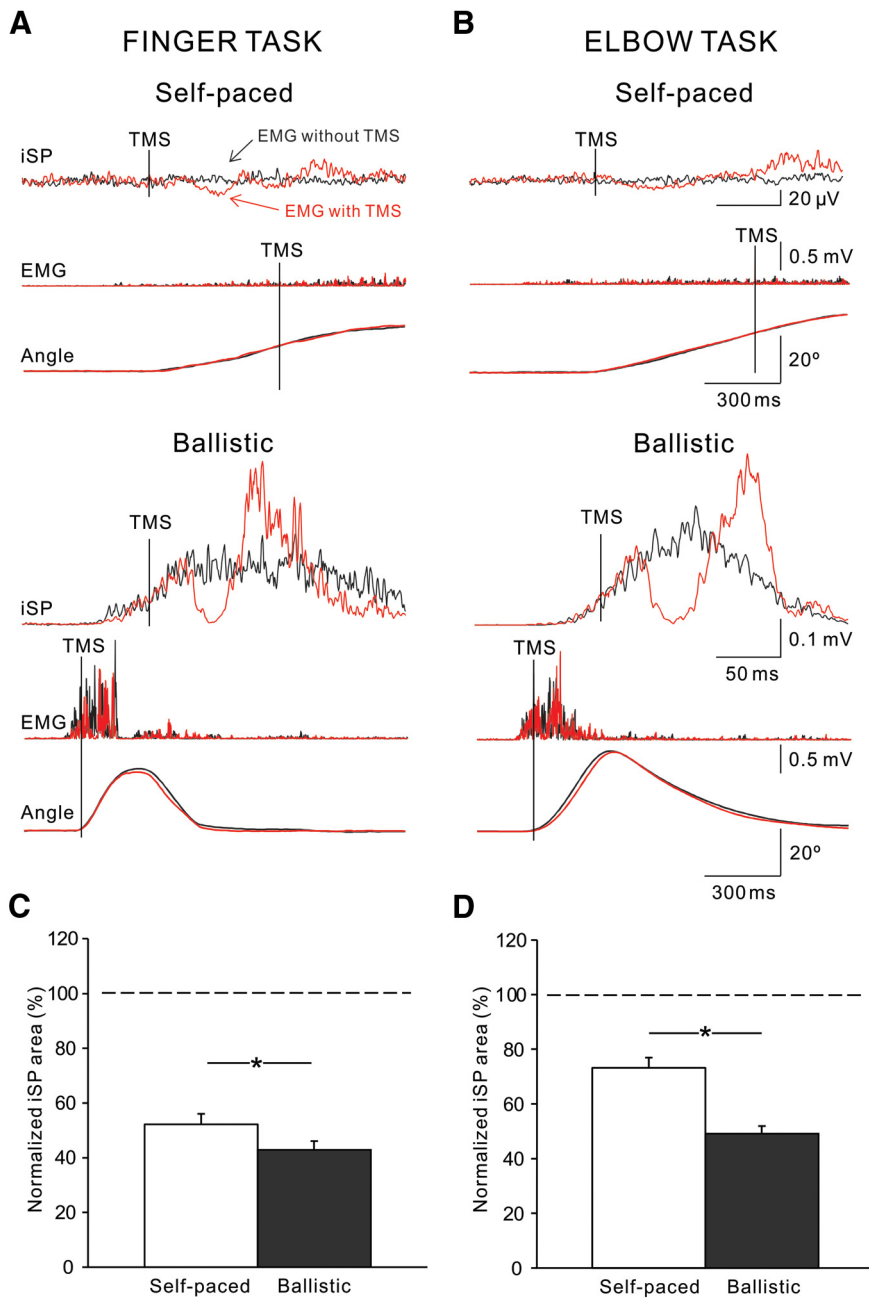 A
FINGER TASK
Self-paced
iSP
TMS
EMG without TMS
EMG with TMS
EMG
TMS
Angle
Ballistic
iSP
TMS
EMG
TMS
Angle
B
ELBOW TASK
Self-paced
TMS
20 µV
TMS
0.5 mV
20º
300 ms
Ballistic
TMS
0.1 mV
50 ms
TMS
0.5 mV
20º
300 ms
C
Normalized iSP area (%)
120
100
80
60
40
20
0
*
Self-paced
Ballistic
D
Normalized iSP area (%)
120
100
80
60
40
20
0
*
Self-paced
Ballistic